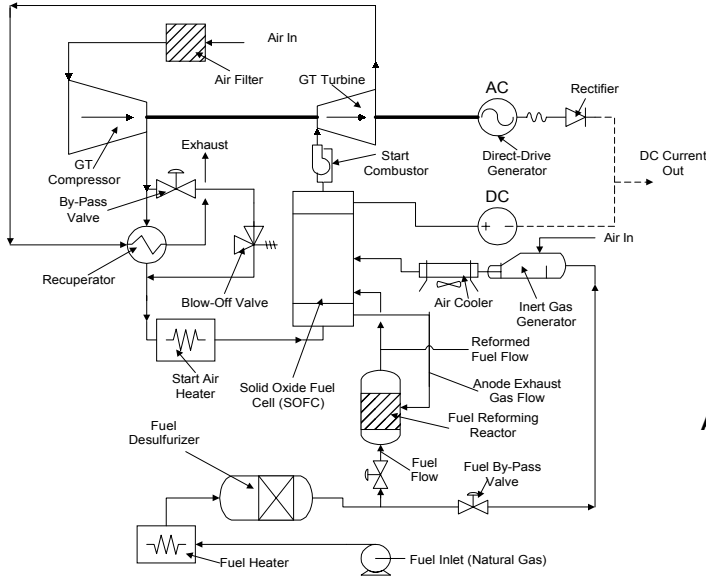 Air In
Air Filter
GT Turbine
AC
Rectifier
GT
Compressor
Exhaust
Start
Combustor
Direct-Drive
Generator
DC Current
Out
By-Pass
Valve
DC
+ -
Air In
Recuperator
Blow-Off Valve
Air Cooler
Inert Gas
Generator
Reformed
Fuel Flow
Start Air
Heater
Solid Oxide Fuel
Cell (SOFC)
Anode Exhaust
Gas Flow
Fuel Reforming
Reactor
Fuel
Desulfurizer
Fuel
Flow
Fuel By-Pass
Valve
Fuel Heater
Fuel Inlet (Natural Gas)